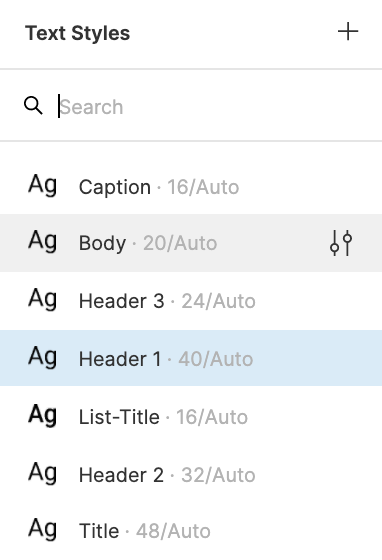 Text Styles
Search
Ag Caption · 16/Auto
Ag Body · 20/Auto
Ag Header 3 · 24/Auto
Ag Header 1 · 40/Auto
Ag List-Title · 16/Auto
Ag Header 2 · 32/Auto
Ag Title · 48/Auto